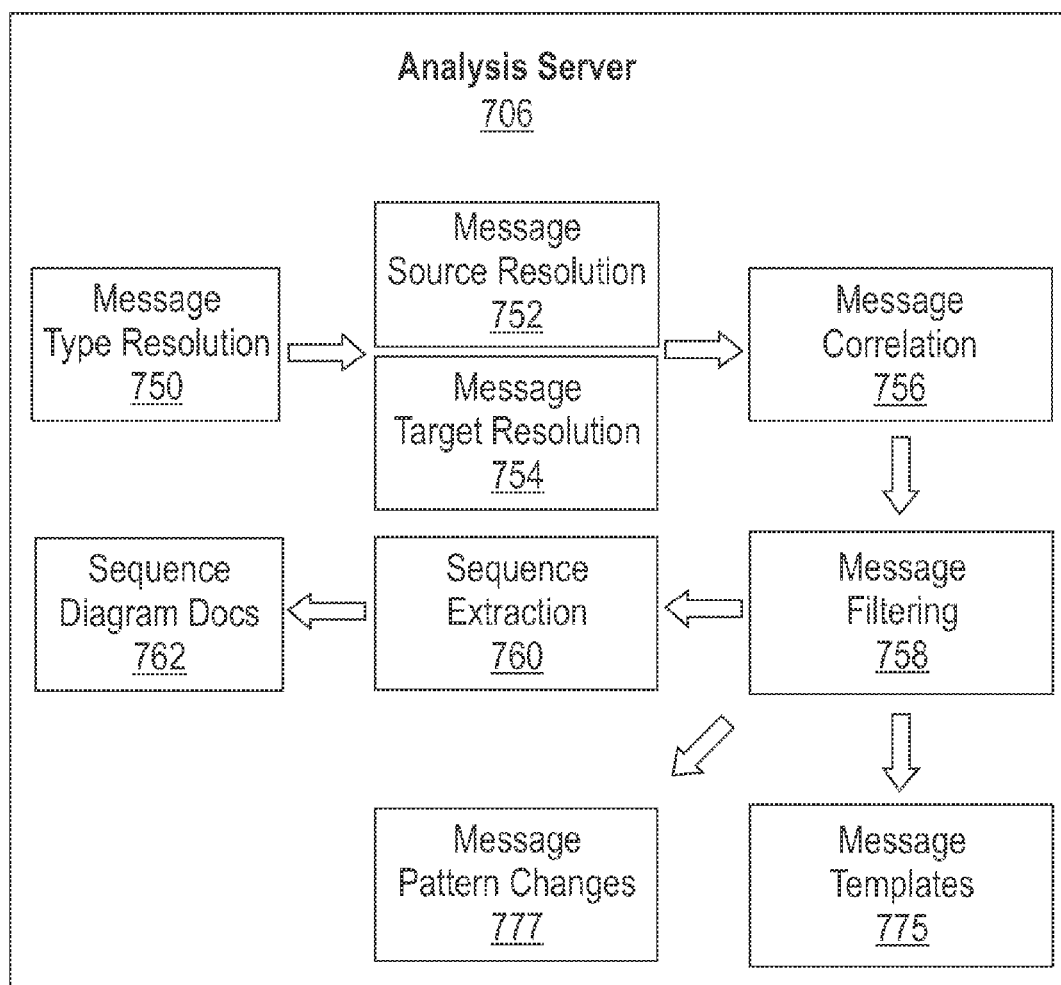 Analysis Server
706
Message
Type Resolution
750
Message
Source Resolution
752
Message
Target Resolution
754
Message
Correlation
756
Message
Filtering
758
Sequence
Extraction
760
Sequence
Diagram Docs
762
Message
Pattern Changes
777
Message
Templates
775